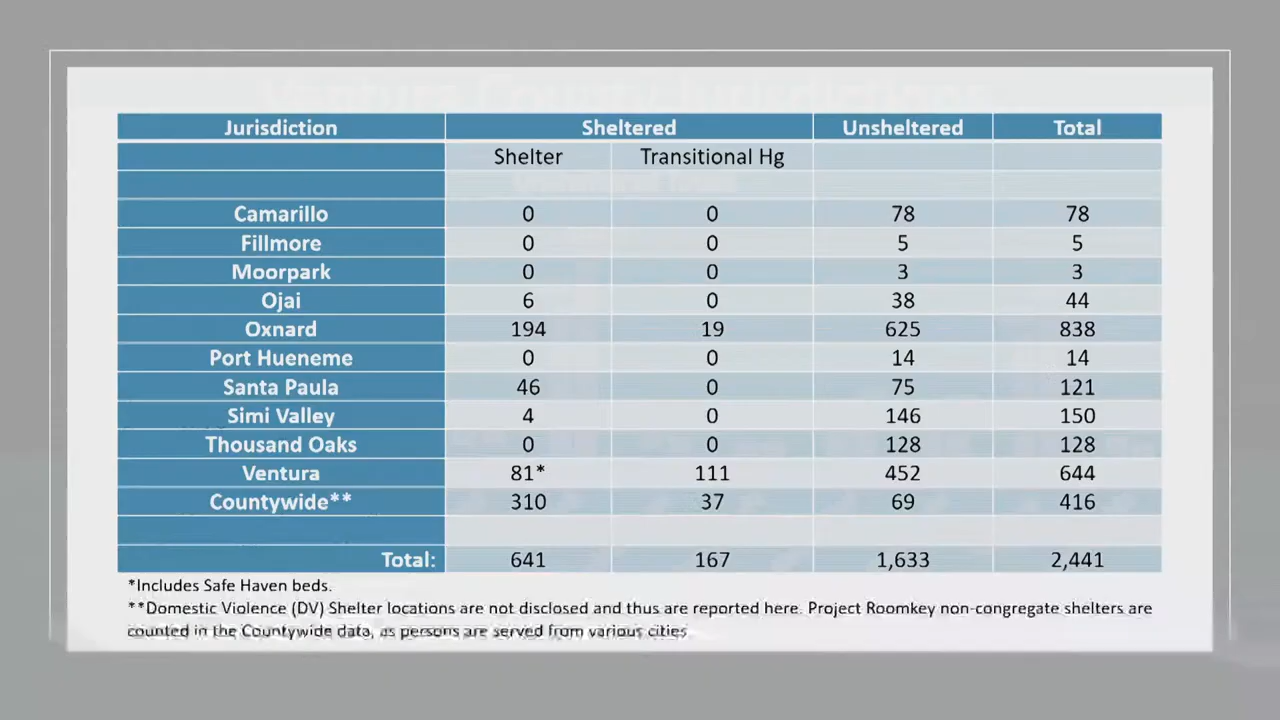 Ventura County Jurisdictions
Jurisdiction Sheltered Unsheltered Total
Shelter Transitional Hg
Camarillo 0 0 78 78
Fillmore 0 0 5 5
Moorpark 0 0 3 3
Ojai 6 0 38 44
Oxnard 194 19 625 838
Port Hueneme 0 0 14 14
Santa Paula 46 0 75 121
Simi Valley 4 0 146 150
Thousand Oaks 0 0 128 128
Ventura 81* 111 452 644
Countywide** 310 37 69 416
Total: 641 167 1,633 2,441
*Includes Safe Haven beds.
**Domestic Violence (DV) Shelter locations are not disclosed and thus are reported here. Project Roomkey non-congregate shelters are
counted in the Countywide data, as persons are served from various cities